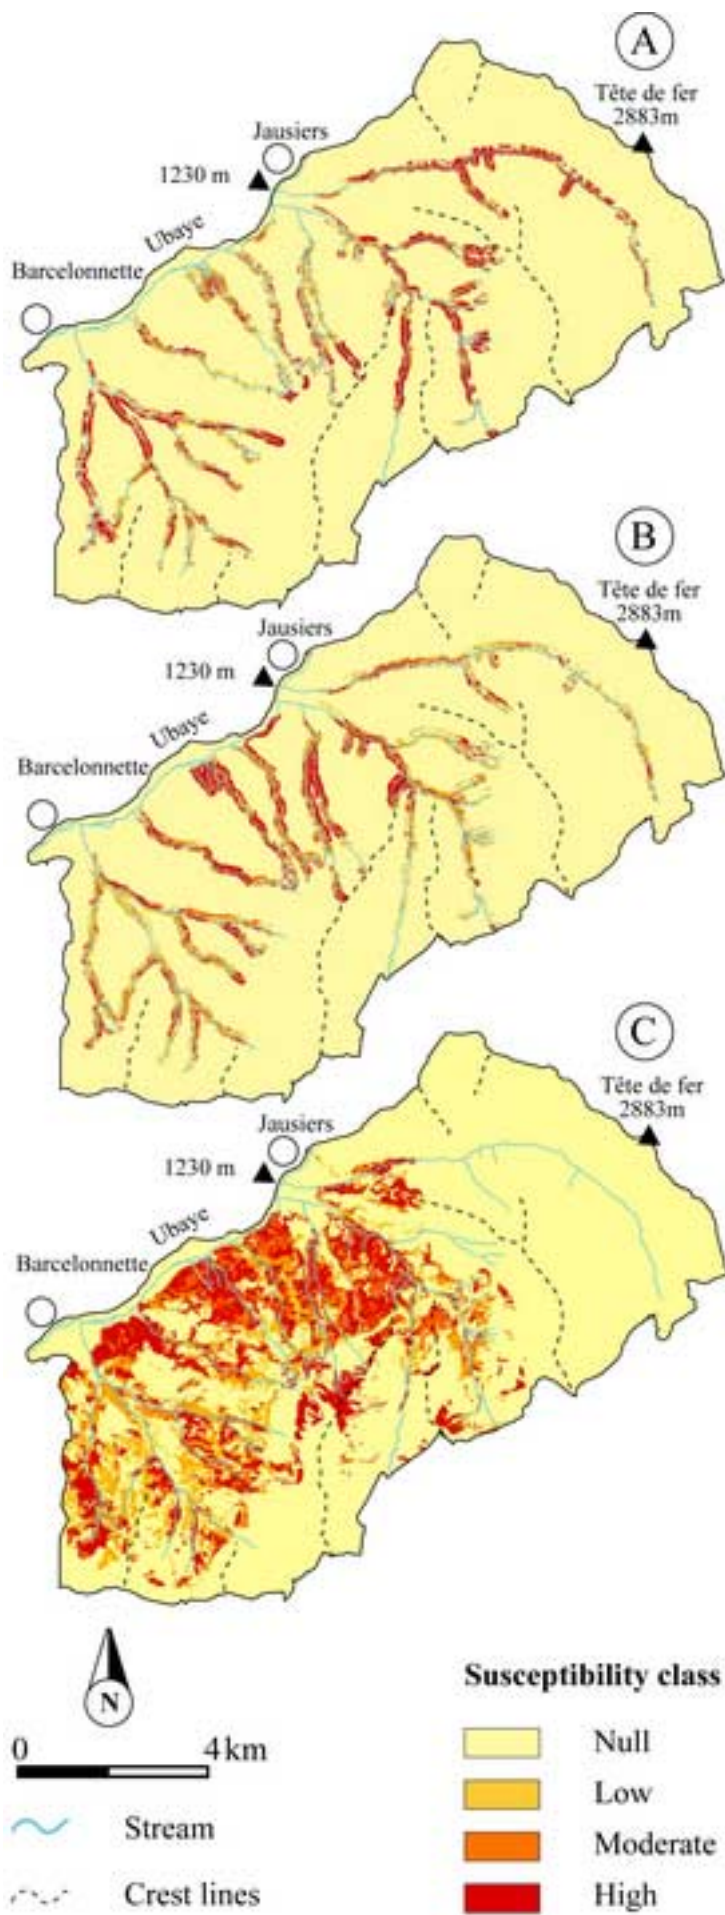 A
Tête de fer
2883m
Jausiers
1230 m
Ubaye
Barcelonnette
B
Tête de fer
2883m
Jausiers
1230 m
Ubaye
Barcelonnette
C
Tête de fer
2883m
Jausiers
1230 m
Ubaye
Barcelonnette
N
0 4km
Stream
Crest lines
Susceptibility class
Null
Low
Moderate
High